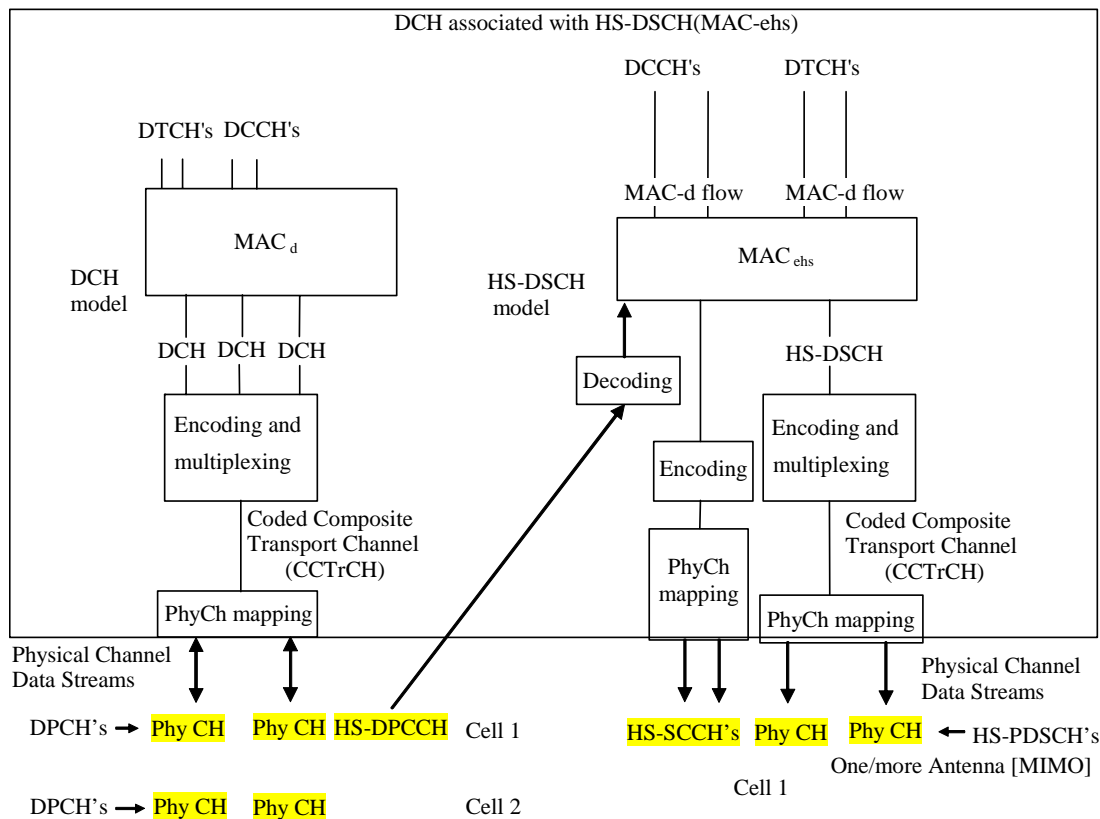 DCH associated with HS-DSCH(MAC-ehs)
DCCH's DTCH's
DTCH's DCCH's
MAC-d flow MAC-d flow
MAC d
MAC ehs
DCH
model
HS-DSCH
model
DCH DCH DCH
HS-DSCH
Decoding
Encoding and
multiplexing
Encoding
Encoding and
multiplexing
Coded Composite
Transport Channel
(CCTrCH)
Coded Composite
Transport Channel
(CCTrCH)
PhyCh
mapping
PhyCh mapping
PhyCh mapping
Physical Channel
Data Streams
Physical Channel
Data Streams
DPCH's Phy CH Phy CH HS-DPCCH Cell 1
HS-SCCH's Phy CH Phy CH HS-PDSCH's
One/more Antenna [MIMO]
Cell 1
DPCH's Phy CH Phy CH Cell 2